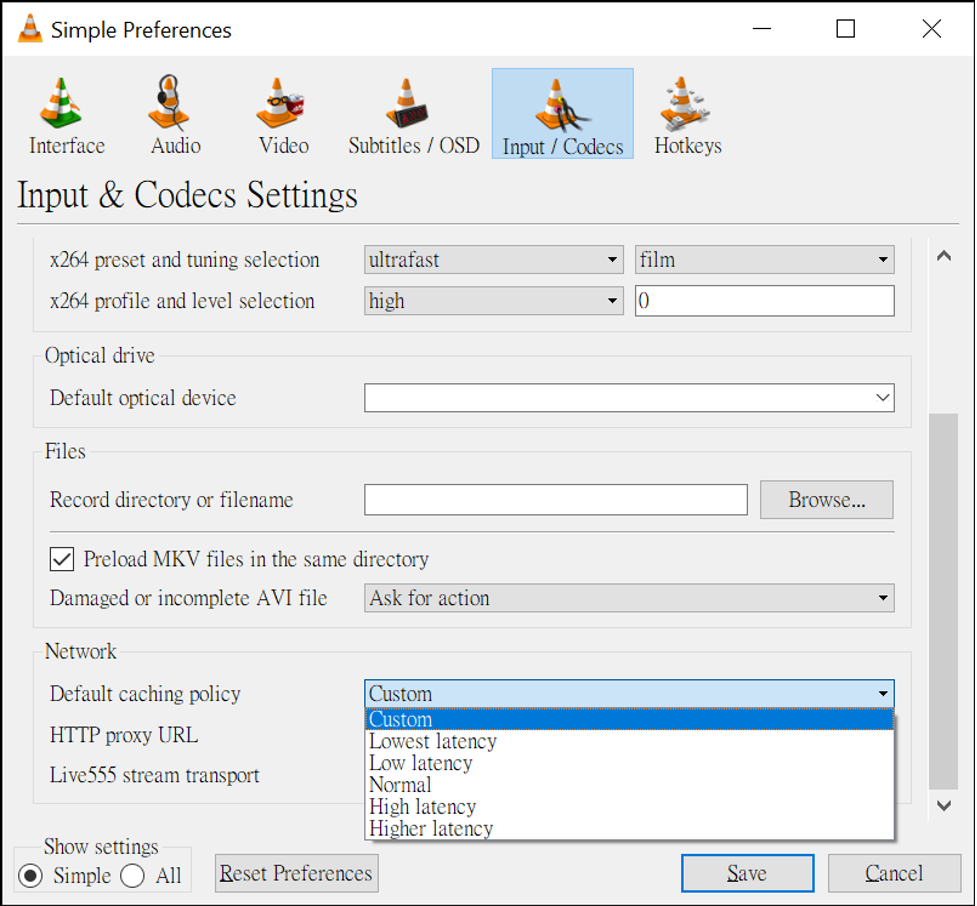 Simple Preferences
Interface Audio Video Subtitles / OSD Input / Codecs Hotkeys
Input & Codecs Settings
x264 preset and tuning selection ultrafast film
x264 profile and level selection high 0
Optical drive
Default optical device
Files
Record directory or filename Browse...
Preload MKV files in the same directory
Damaged or incomplete AVI file Ask for action
Network
Default caching policy Custom
Custom
HTTP proxy URL Lowest latency
Low latency
Live555 stream transport Normal
High latency
Higher latency
Show settings
Simple All Reset Preferences Save Cancel